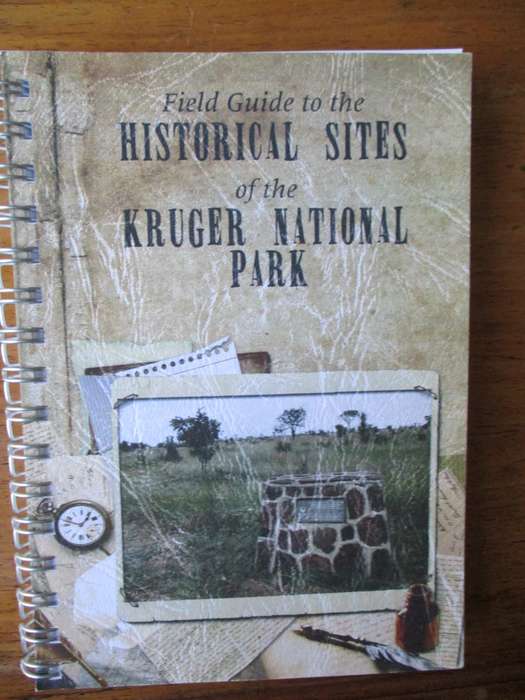 Field Guide to the
HISTORICAL SITES
of the
KRUGER NATIONAL
PARK